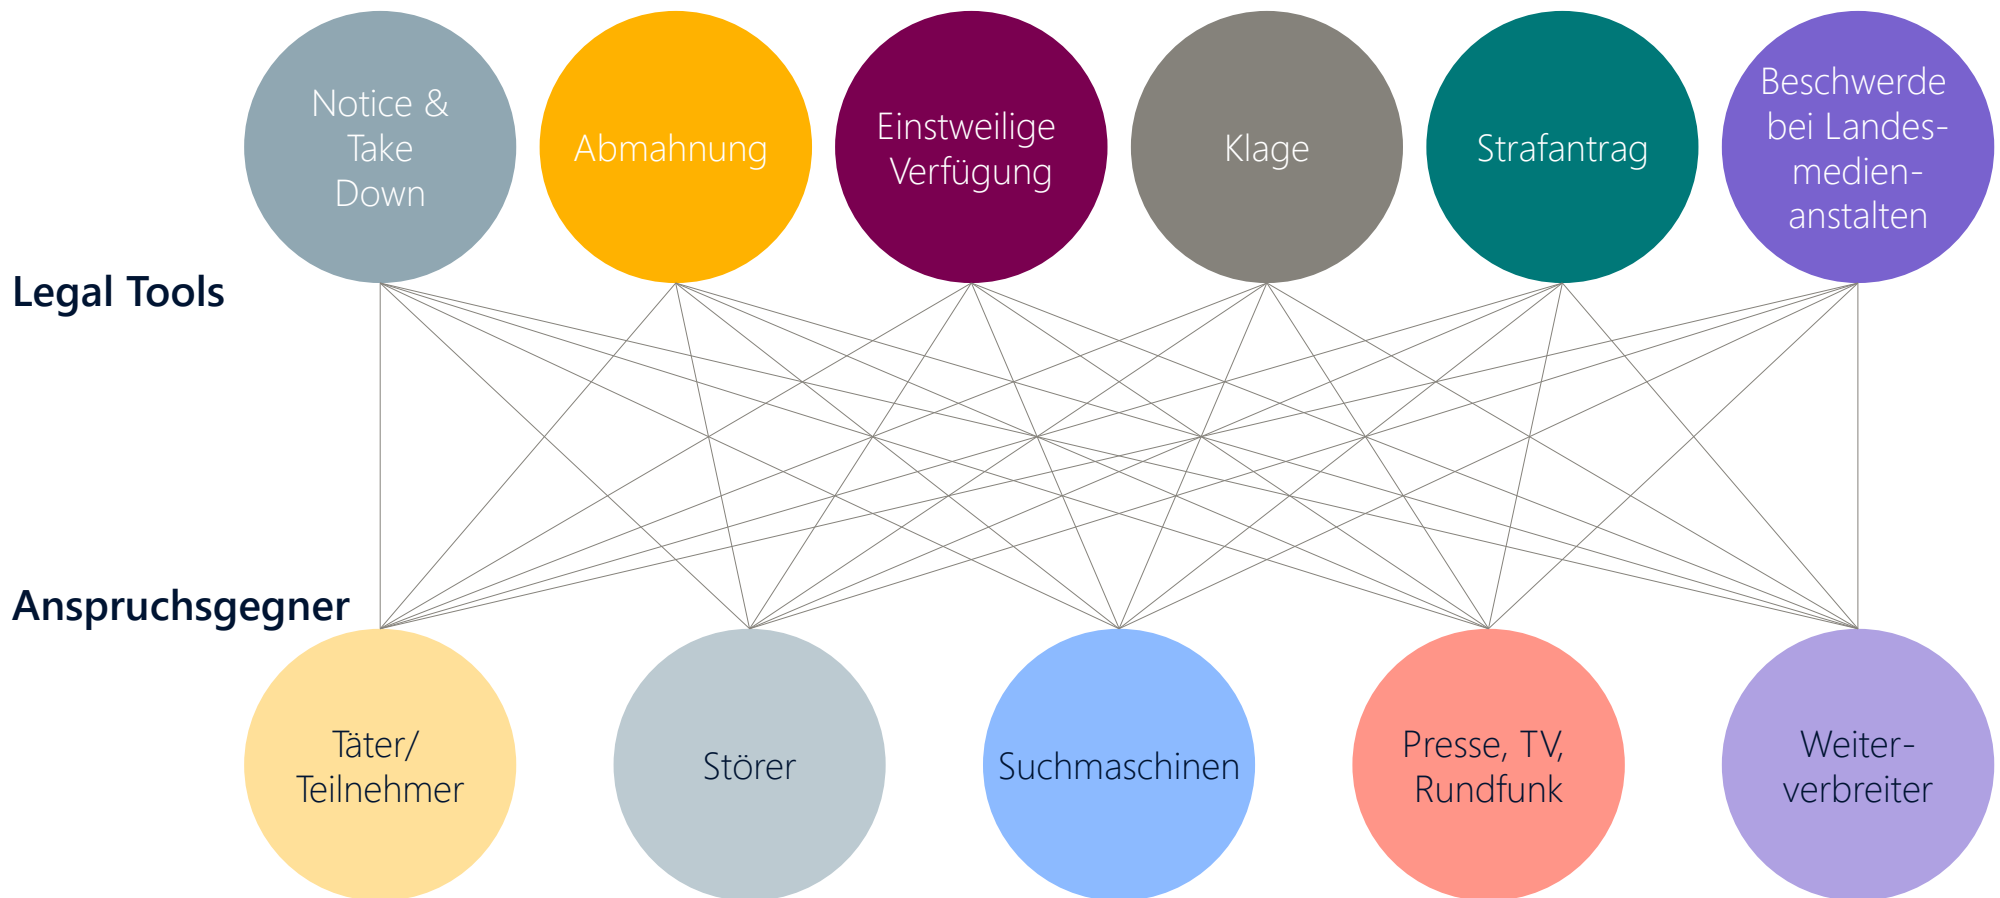 Notice &
Take
Down
Abmahnung
Einstweilige
Verfügung
Klage
Strafantrag
Beschwerde
bei Landes-
medien-
anstalten
Legal Tools
Anspruchsgegner
Täter/
Teilnehmer
Störer
Suchmaschinen
Presse, TV,
Rundfunk
Weiter-
verbreiter